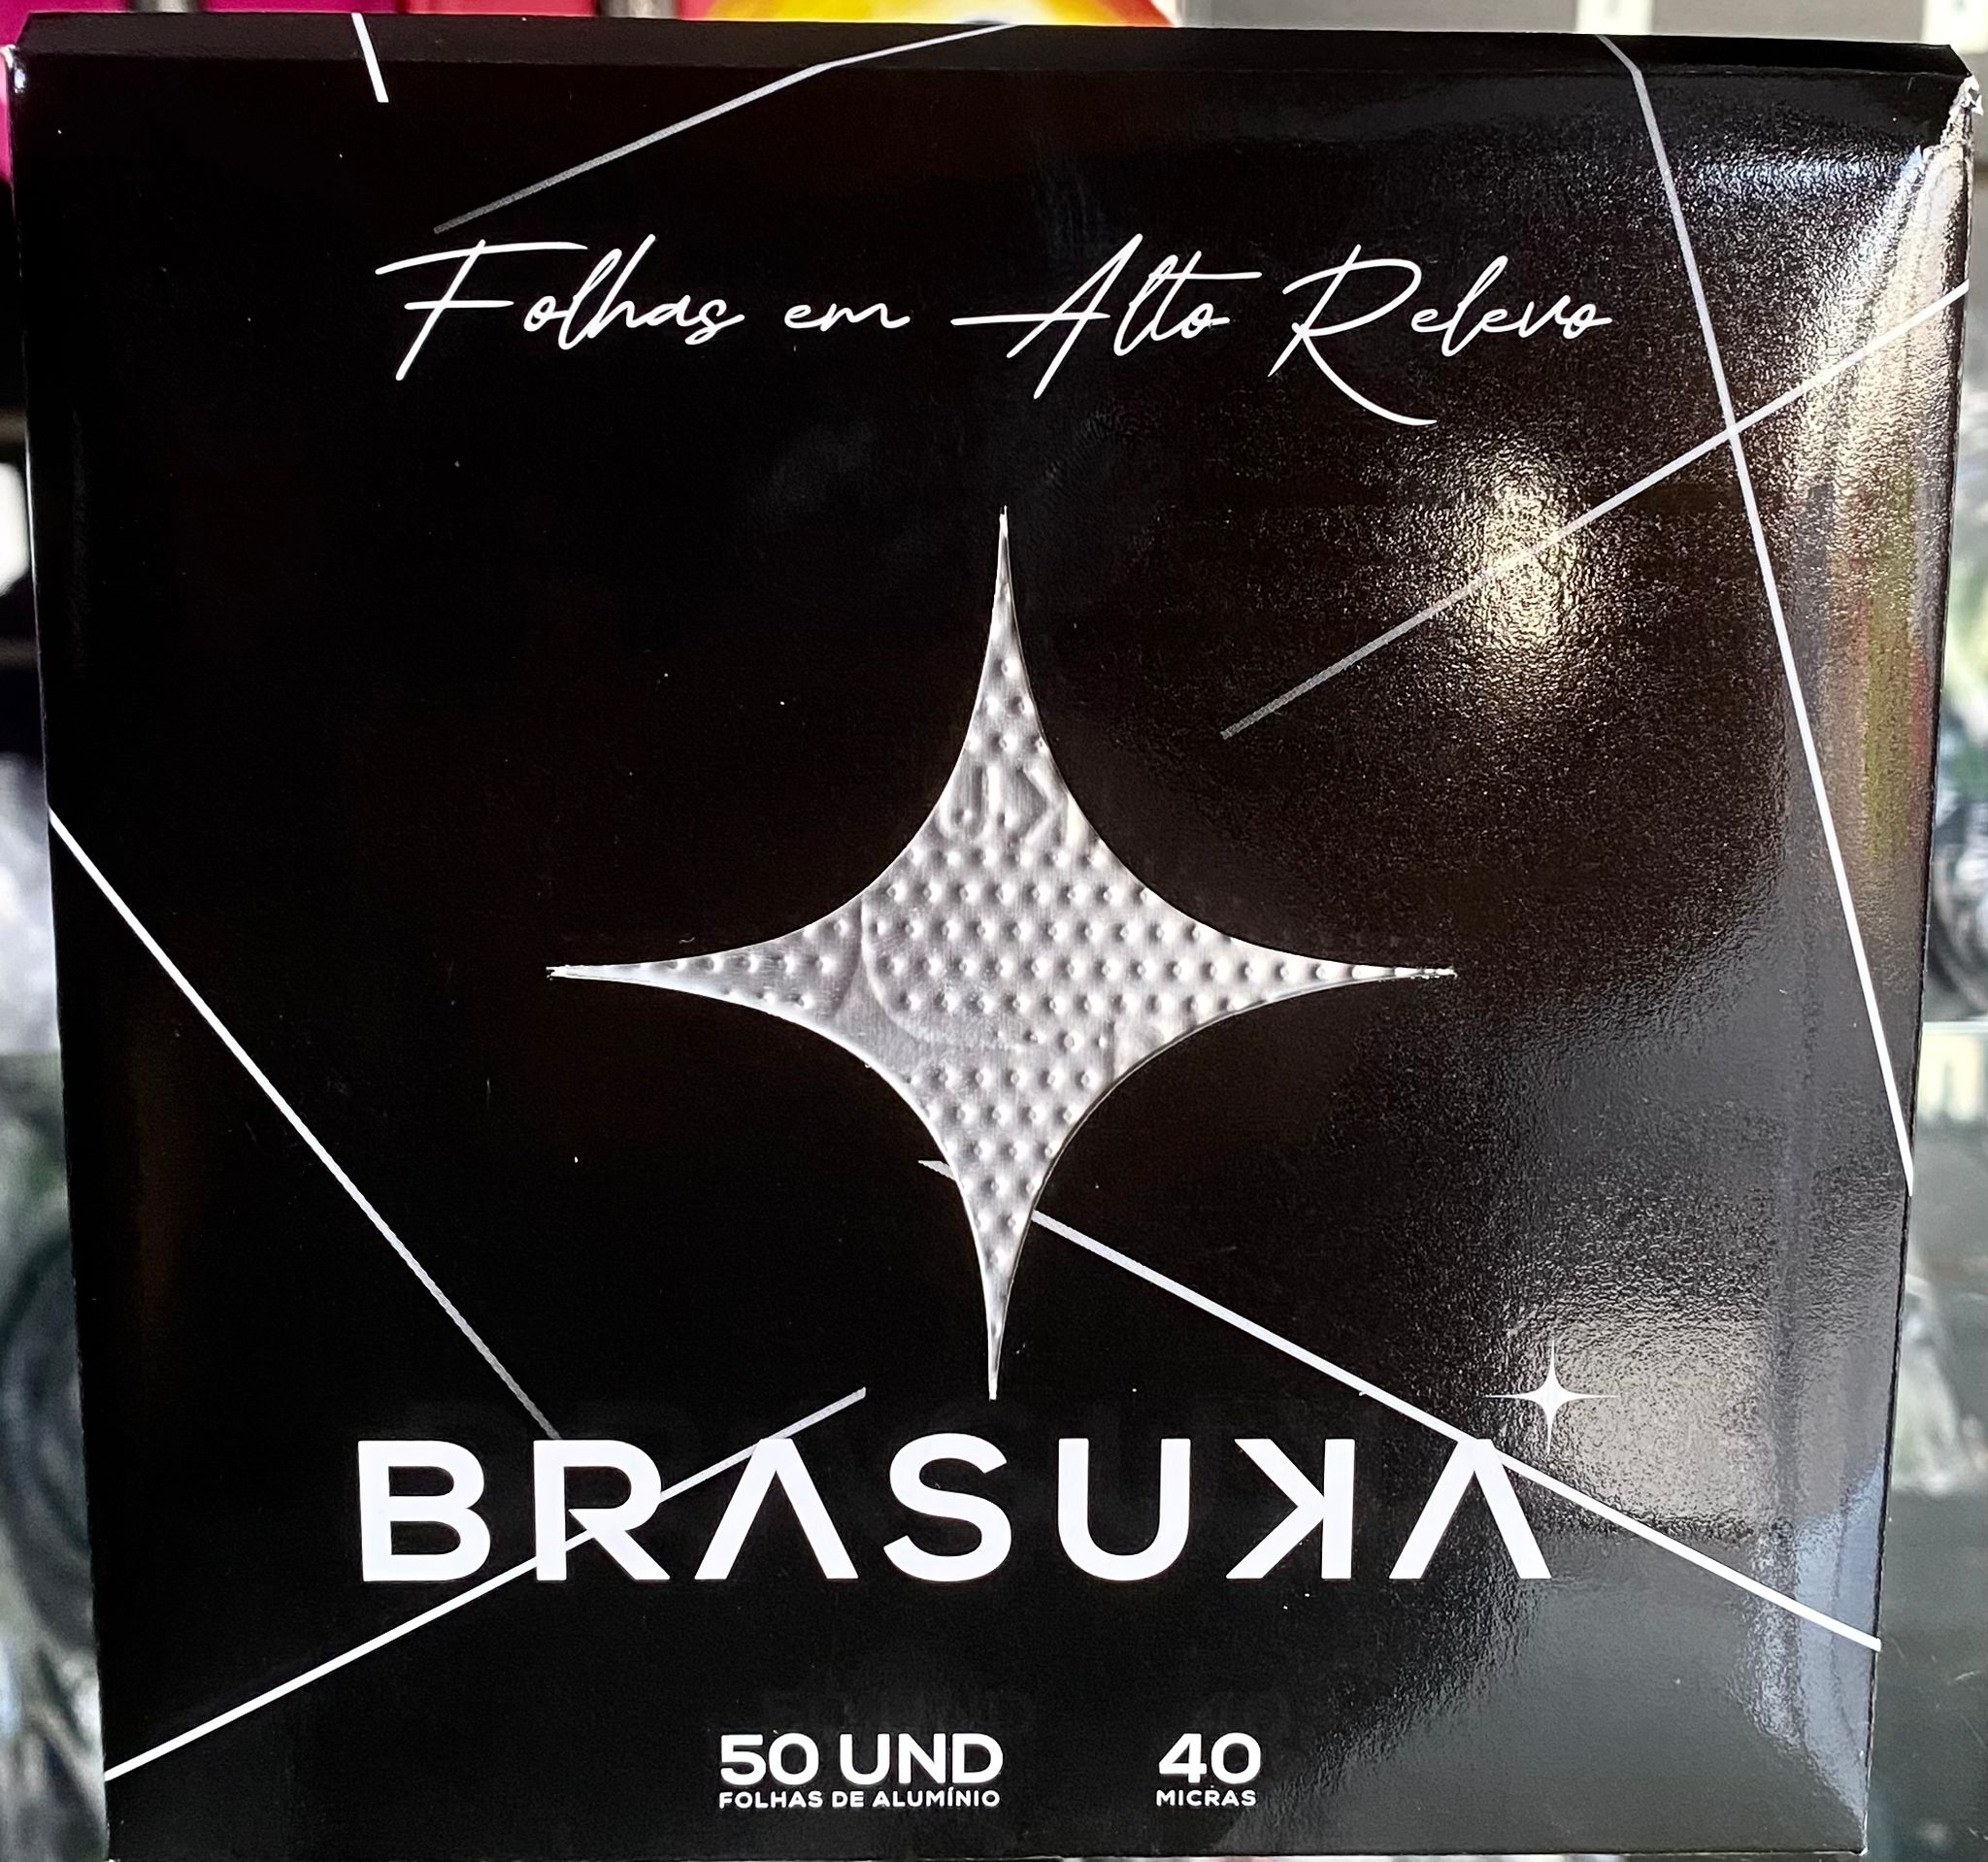 Folhas em Alto Relevo
BRASUKA
50 UND
FOLHAS DE ALUMÍNIO
40
MICRAS